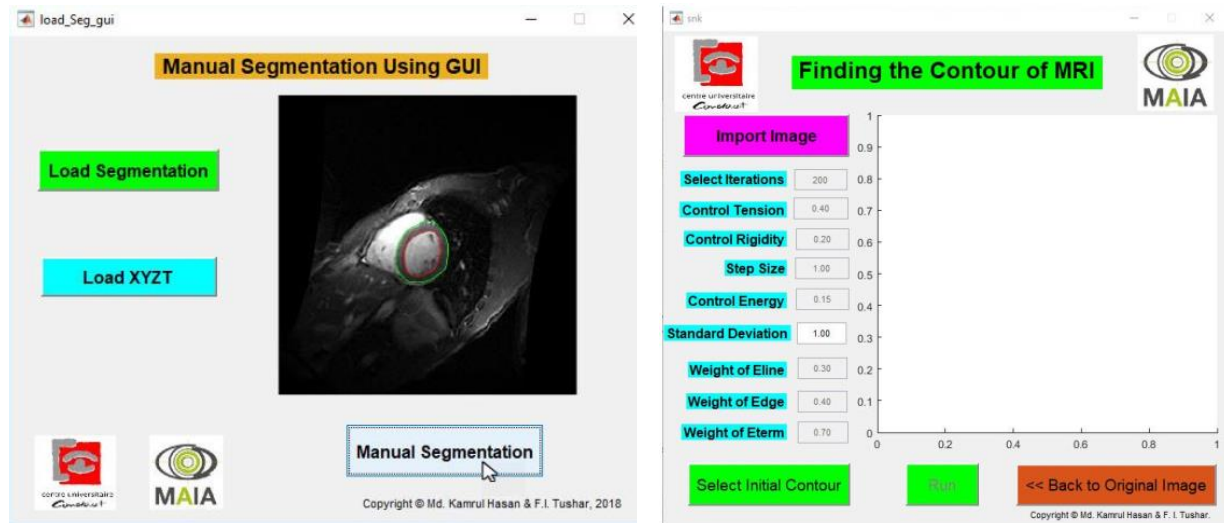 load_Seg_gui
Manual Segmentation Using GUI
Load Segmentation
Load XYZT
Manual Segmentation
centre universitaire
Condorcet
MAIA
Copyright © Md. Kamrul Hasan & F.I. Tushar, 2018
snk
centre universitaire
Condorcet
Finding the Contour of MRI
MAIA
Import Image
Select Iterations 200
Control Tension 0.40
Control Rigidity 0.20
Step Size 1.00
Control Energy 0.15
Standard Deviation 1.00
Weight of Eline 0.30
Weight of Edge 0.40
Weight of Eterm 0.70
1
0.9
0.8
0.7
0.6
0.5
0.4
0.3
0.2
0.1
0
0 0.2 0.4 0.6 0.8 1
Select Initial Contour
Run
<< Back to Original Image
Copyright © Md. Kamrul Hasan & F.I. Tushar.